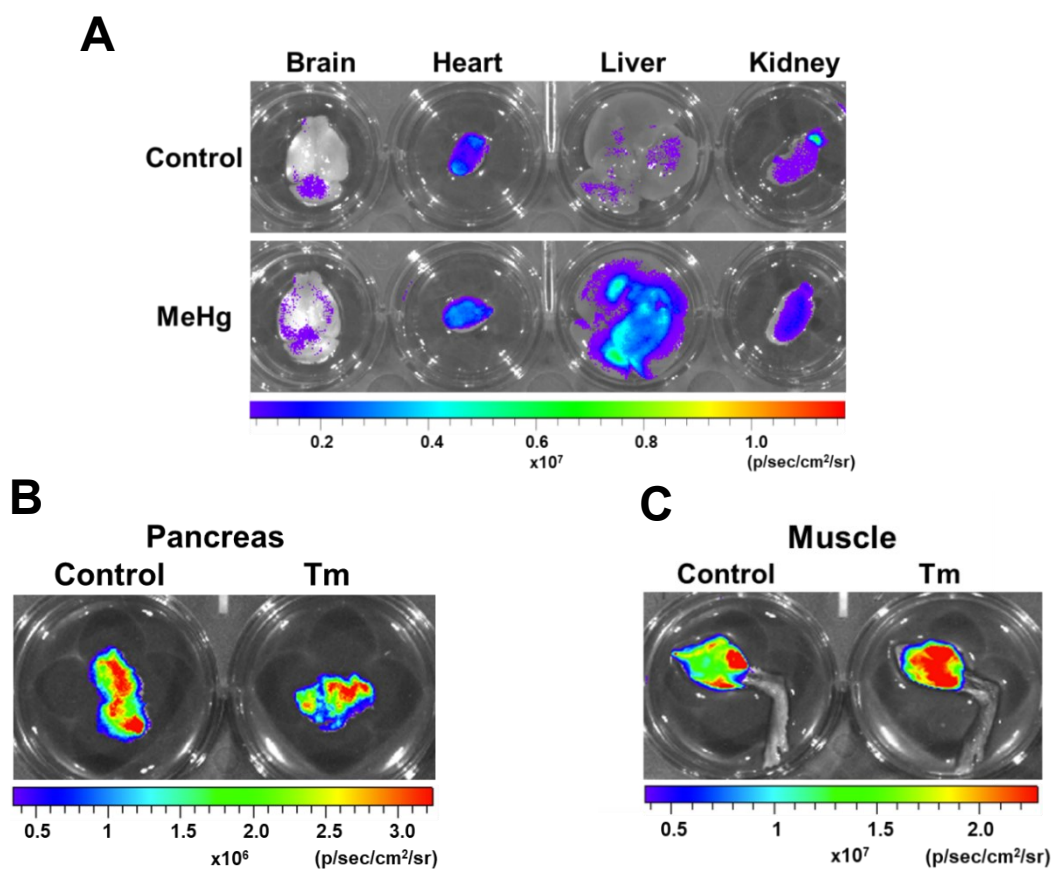 A
Brain Heart Liver Kidney
Control
MeHg
0.2 0.4 0.6 0.8 1.0
x10⁷ (p/sec/cm²/sr)
B
Pancreas
Control Tm
0.5 1 1.5 2.0 2.5 3.0
x10⁶ (p/sec/cm²/sr)
C
Muscle
Control Tm
0.5 1 1.5 2.0
x10⁷ (p/sec/cm²/sr)